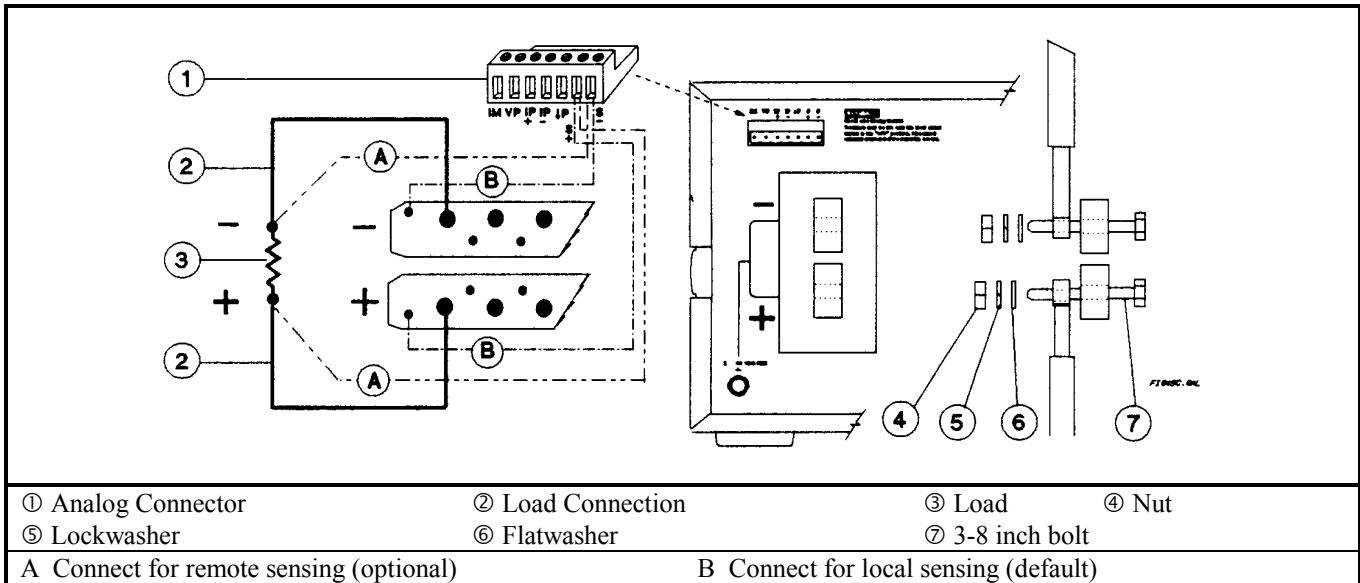 1
IM VP IP IP ↓P S
+ -
S
+
2
A
B
-
-
3
+
+
B
2
A
-
+
4
5
6
7
① Analog Connector ② Load Connection ③ Load ④ Nut
⑤ Lockwasher ⑥ Flatwasher ⑦ 3-8 inch bolt
A Connect for remote sensing (optional) B Connect for local sensing (default)